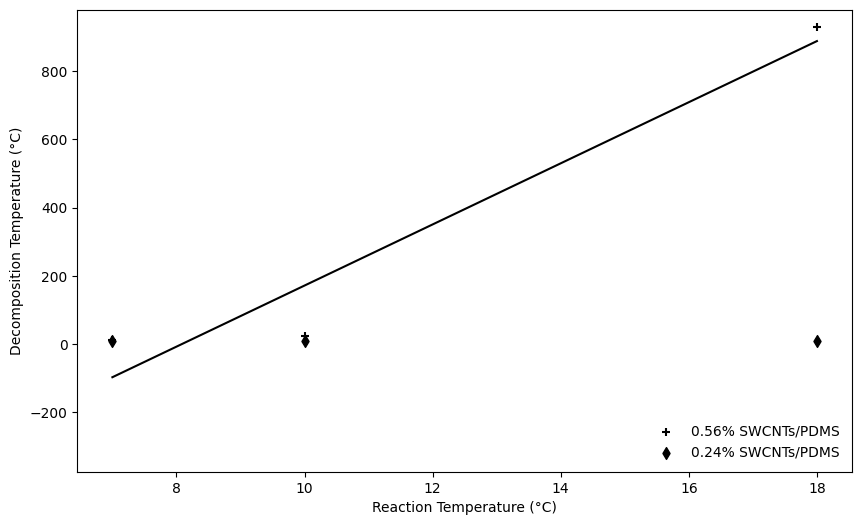 Decomposition Temperature (°C)
800
600
400
200
0
−200
0.56% SWCNTs/PDMS
0.24% SWCNTs/PDMS
8 10 12 14 16 18
Reaction Temperature (°C)